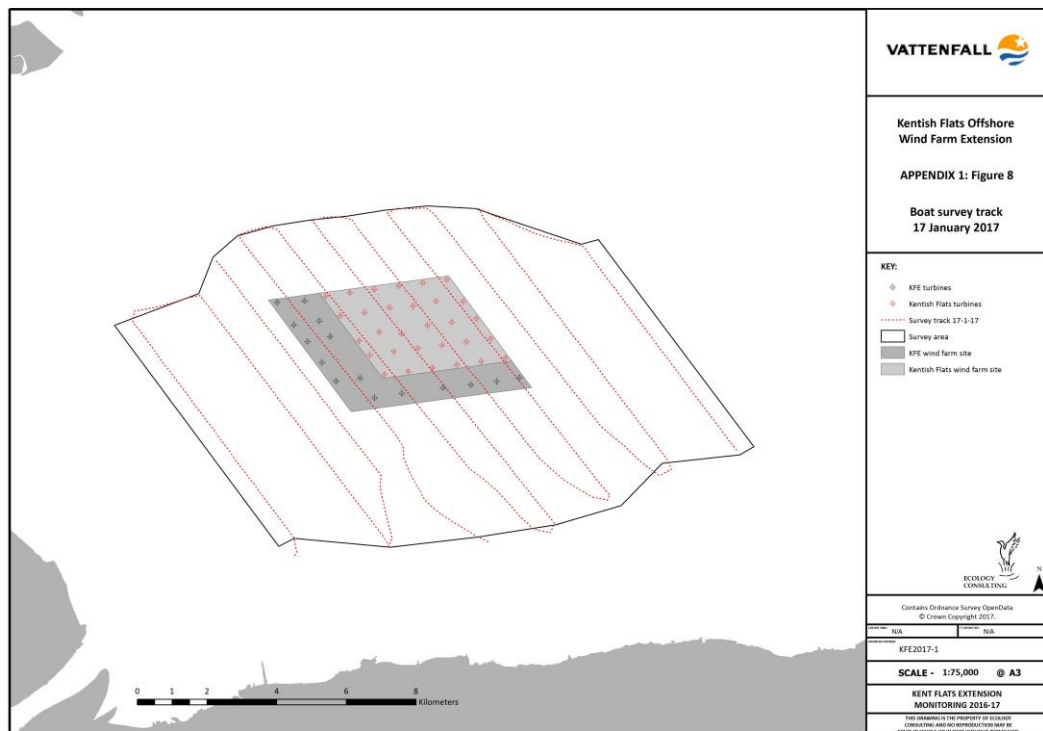 VATTENFALL
Kentish Flats Offshore
Wind Farm Extension
APPENDIX 1: Figure 8
Boat survey track
17 January 2017
KEY:
KFE turbines
Kentish Flats turbines
Survey track 17-1-17
Survey area
KFE wind farm site
Kentish Flats wind farm site
ECOLOGY
CONSULTING
N
Contains Ordnance Survey OpenData
© Crown Copyright 2017.
N/A
N/A
KFE2017-1
SCALE - 1:75,000 @ A3
KENT FLATS EXTENSION
MONITORING 2016-17
THIS DRAWING IS THE PROPERTY OF ECOLOGY
CONSULTING AND NO REPRODUCTION MAY BE
0 1 2 4 6 8
Kilometers